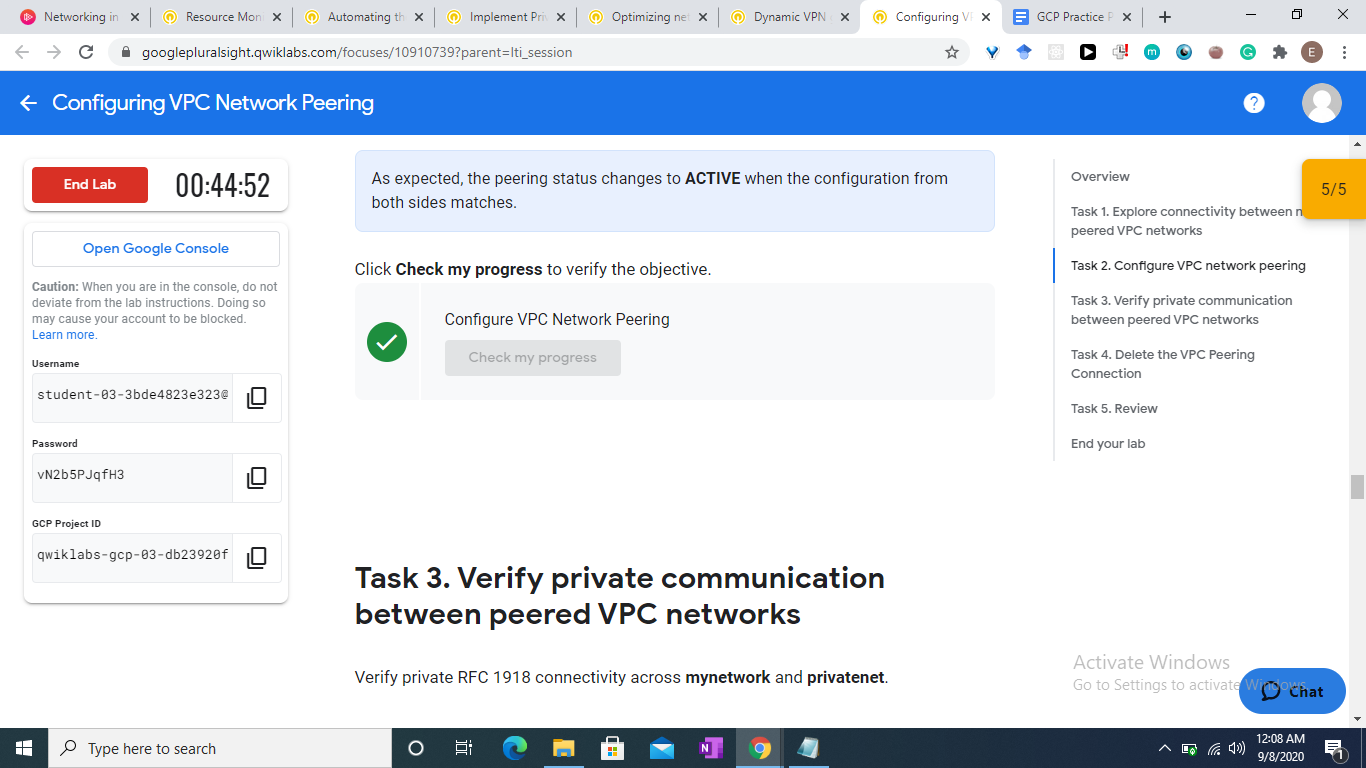 Networking in
Resource Mon
Automating th
Implement Pri
Optimizing net
Dynamic VPN
Configuring VP
GCP Practice P
googlepluralsight.qwiklabs.com/focuses/10910739?parent=lti_session
E
Configuring VPC Network Peering
End Lab
00:44:52
Open Google Console
Caution: When you are in the console, do not
deviate from the lab instructions. Doing so
may cause your account to be blocked.
Learn more.
Username
student-03-3bde4823e323@
Password
vN2b5PJqfH3
GCP Project ID
qwiklabs-gcp-03-db23920f
As expected, the peering status changes to ACTIVE when the configuration from
both sides matches.
Click Check my progress to verify the objective.
Configure VPC Network Peering
Check my progress
Task 3. Verify private communication
between peered VPC networks
Verify private RFC 1918 connectivity across mynetwork and privatenet.
Overview
Task 1. Explore connectivity between n
peered VPC networks
Task 2. Configure VPC network peering
Task 3. Verify private communication
between peered VPC networks
Task 4. Delete the VPC Peering
Connection
Task 5. Review
End your lab
5/5
Activate Windows
Go to Settings to activate Windows.
Chat
Type here to search
12:08 AM
9/8/2020
1